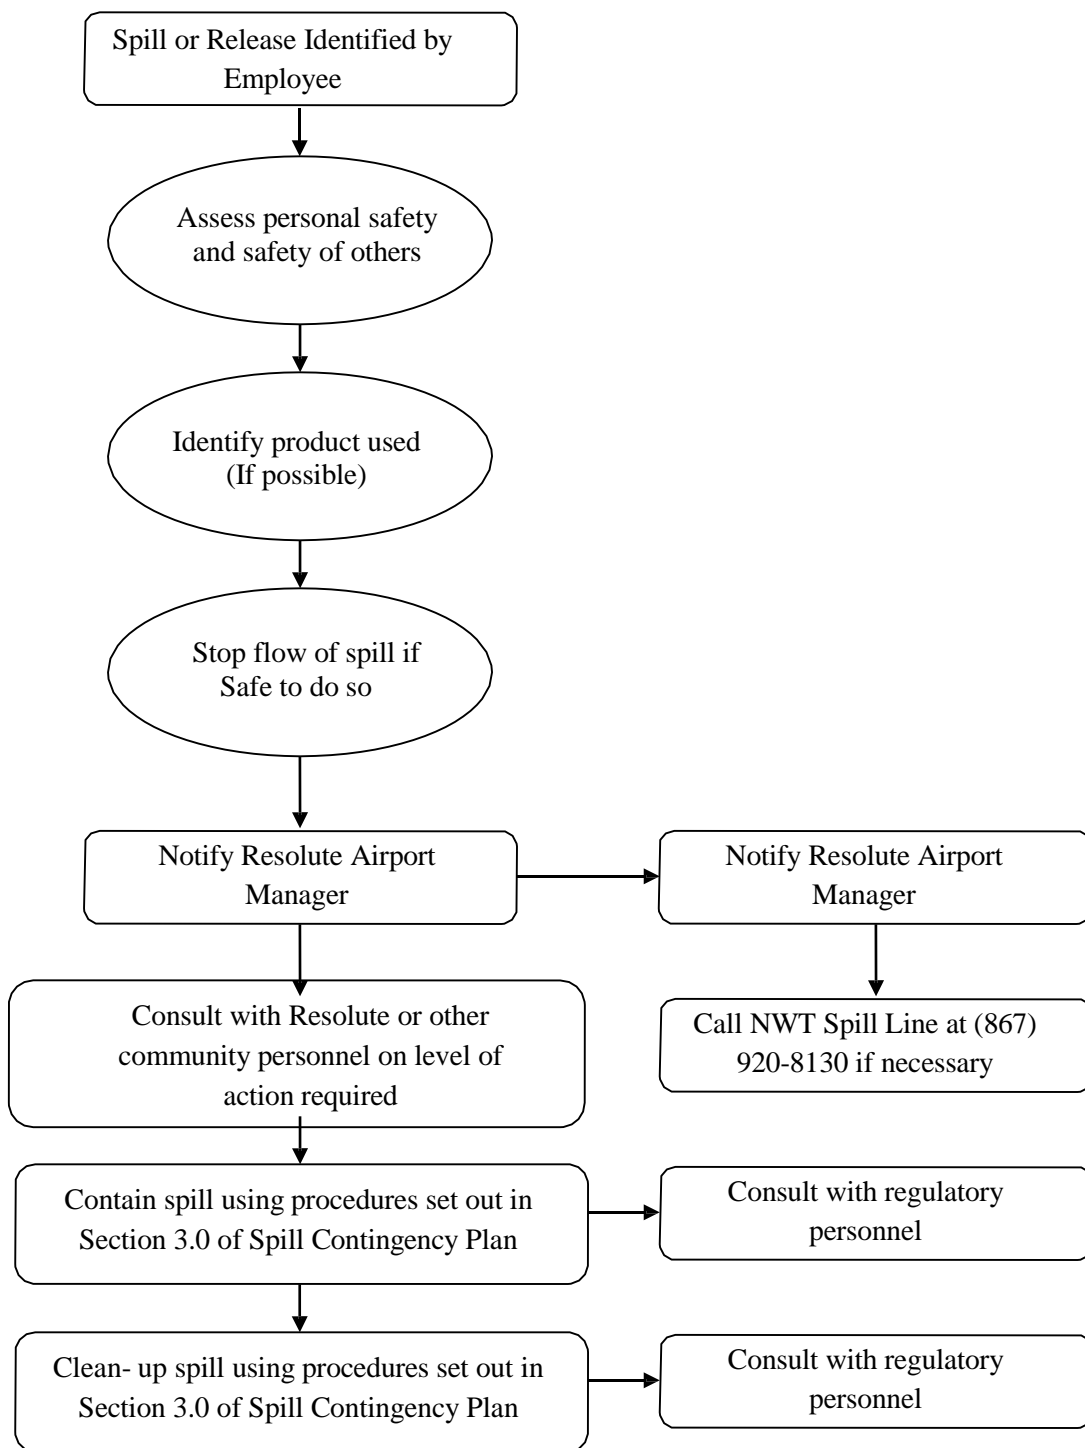 Spill or Release Identified by
Employee
Assess personal safety
and safety of others
Identify product used
(If possible)
Stop flow of spill if
Safe to do so
Notify Resolute Airport
Manager
Notify Resolute Airport
Manager
Consult with Resolute or other
community personnel on level of
action required
Call NWT Spill Line at (867)
920-8130 if necessary
Contain spill using procedures set out in
Section 3.0 of Spill Contingency Plan
Consult with regulatory
personnel
Clean- up spill using procedures set out in
Section 3.0 of Spill Contingency Plan
Consult with regulatory
personnel